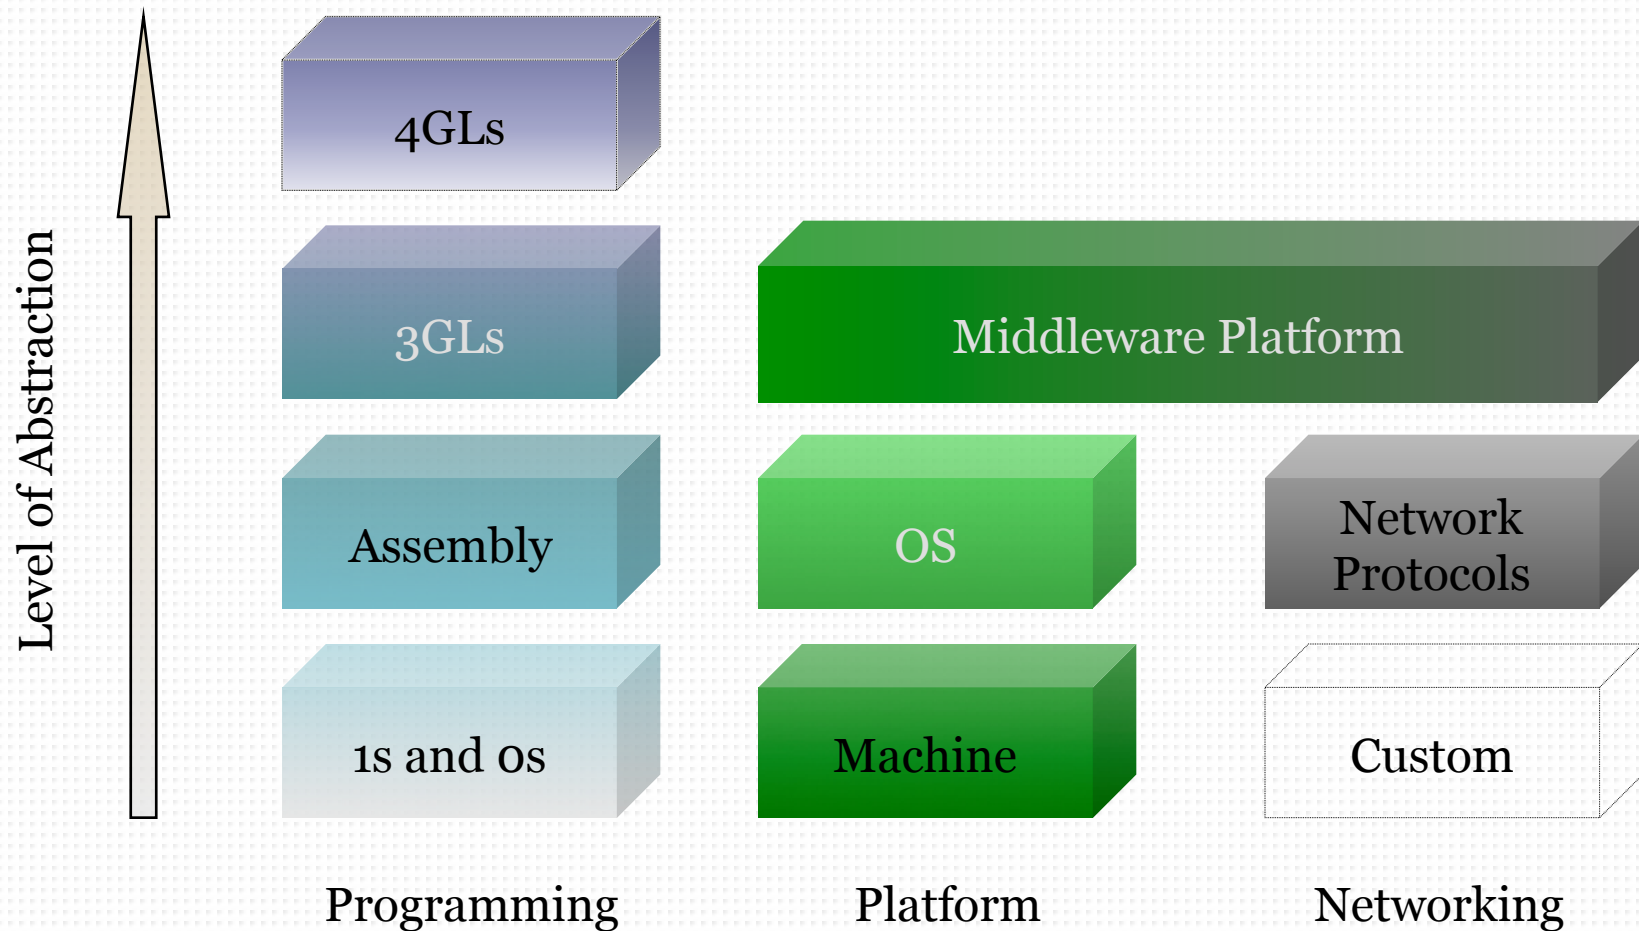 4GLs
Level of Abstraction
3GLs
Middleware Platform
Assembly
OS
Network
Protocols
1s and 0s
Machine
Custom
Programming
Platform
Networking